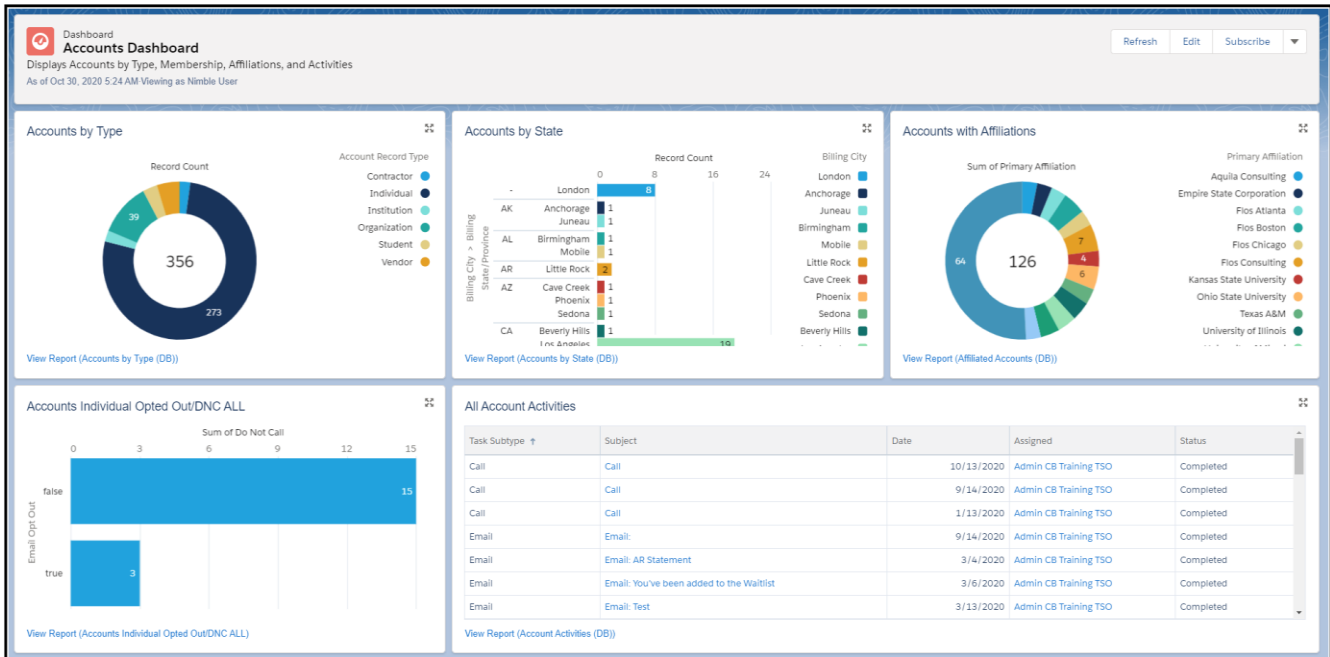 Dashboard
Accounts Dashboard
Displays Accounts by Type, Membership, Affiliations, and Activities
As of Oct 30, 2020 5:24 AM·Viewing as Nimble User
Refresh
Edit
Subscribe
Accounts by Type
Record Count
Account Record Type
Contractor
Individual
Institution
Organization
Student
Vendor
39
356
273
View Report (Accounts by Type (DB))
Accounts by State
Record Count
0 8 16 24
Billing City > Billing
State/Province
- London 8
AK Anchorage 1
Juneau 1
AL Birmingham 1
Mobile 1
AR Little Rock 2
AZ Cave Creek 1
Phoenix 1
Sedona 1
CA Beverly Hills 1
Los Angeles 19
Billing City
London
Anchorage
Juneau
Birmingham
Mobile
Little Rock
Cave Creek
Phoenix
Sedona
Beverly Hills
View Report (Accounts by State (DB))
Accounts with Affiliations
Sum of Primary Affiliation
7
4
6
64
126
Primary Affiliation
Aquila Consulting
Empire State Corporation
Flos Atlanta
Flos Boston
Flos Chicago
Flos Consulting
Kansas State University
Ohio State University
Texas A&M
University of Illinois
View Report (Affiliated Accounts (DB))
Accounts Individual Opted Out/DNC ALL
Sum of Do Not Call
0 3 6 9 12 15
Email Opt Out
false 15
true 3
View Report (Accounts Individual Opted Out/DNC ALL)
All Account Activities
Task Subtype ↑ Subject Date Assigned Status
Call Call 10/13/2020 Admin CB Training TSO Completed
Call Call 9/14/2020 Admin CB Training TSO Completed
Call Call 1/13/2020 Admin CB Training TSO Completed
Email Email: 9/14/2020 Admin CB Training TSO Completed
Email Email: AR Statement 3/4/2020 Admin CB Training TSO Completed
Email Email: You've been added to the Waitlist 3/6/2020 Admin CB Training TSO Completed
Email Email: Test 3/13/2020 Admin CB Training TSO Completed
View Report (Account Activities (DB))